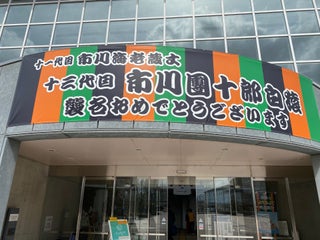 十一代目 市川海老蔵よ
十三代目 市川團十郎白猿
襲名おめでとうございます